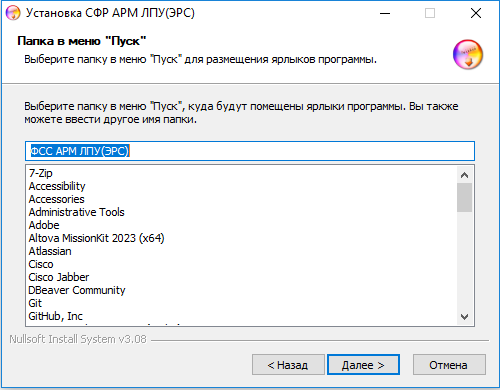 Установка СФР АРМ ЛПУ(ЭРС)
Папка в меню "Пуск"
Выберите папку в меню "Пуск" для размещения ярлыков программы.
Выберите папку в меню "Пуск", куда будут помещены ярлыки программы. Вы также
можете ввести другое имя папки.
ФСС АРМ ЛПУ(ЭРС)
7-Zip
Accessibility
Accessories
Administrative Tools
Adobe
Altova MissionKit 2023 (x64)
Atlassian
Cisco
Cisco Jabber
DBeaver Community
Git
GitHub, Inc
Nullsoft Install System v3.08
< Назад
Далее >
Отмена